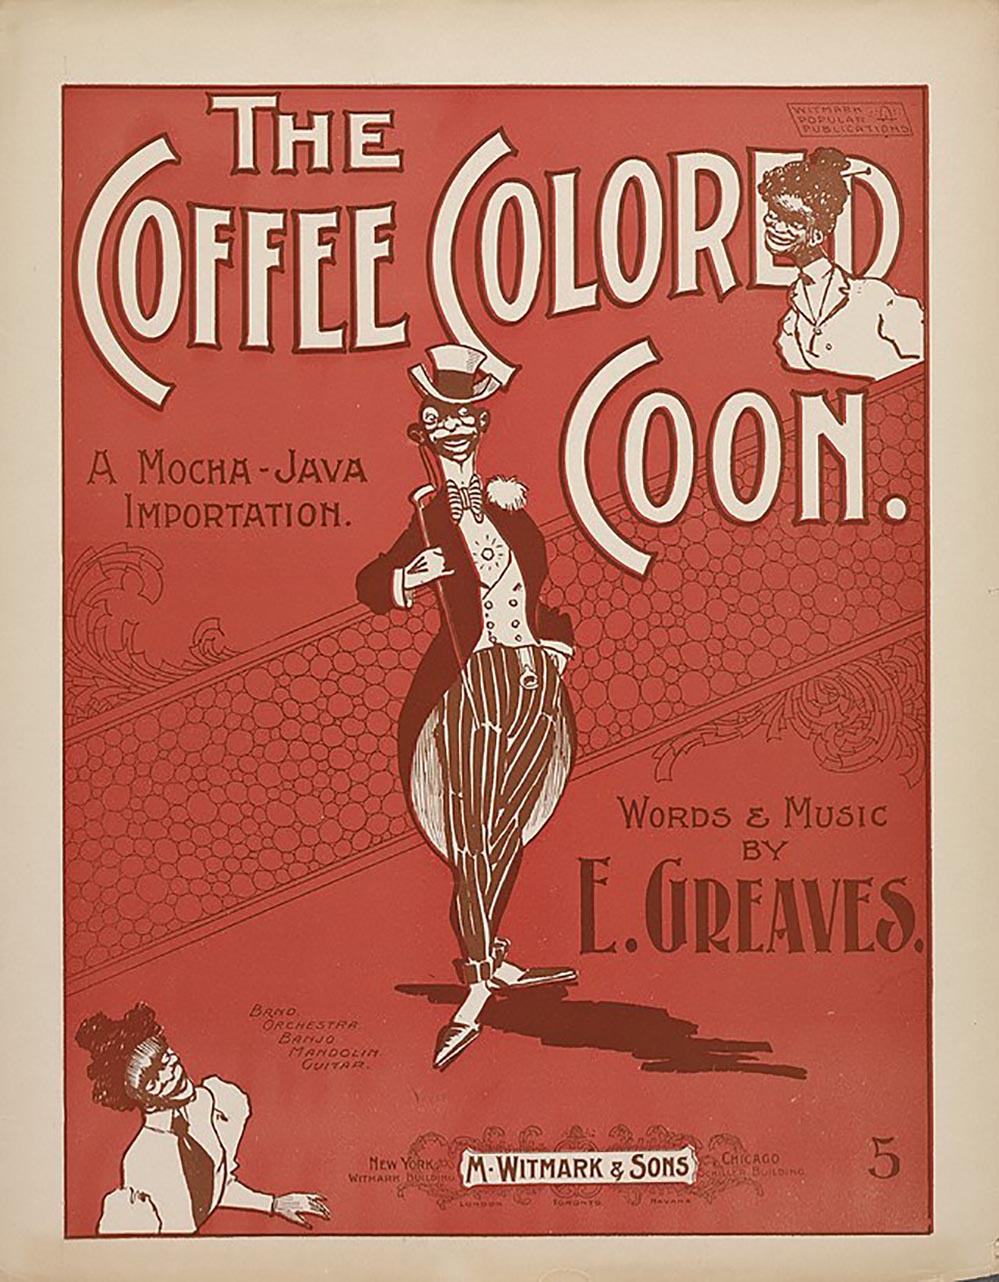 THE
COFFEE COLORED
COON.
WITMARK
POPULAR
PUBLICATIONS
A MOCHA-JAVA
IMPORTATION.
WORDS & MUSIC
BY
E. GREAVES.
BAND.
ORCHESTRA.
BANJO
MANDOLIN
GUITAR.
NEW YORK
WITMARK BUILDING
M. WITMARK & SONS
CHICAGO
SCHILLER BUILDING
LONDON
TORONTO
HAVANA
5